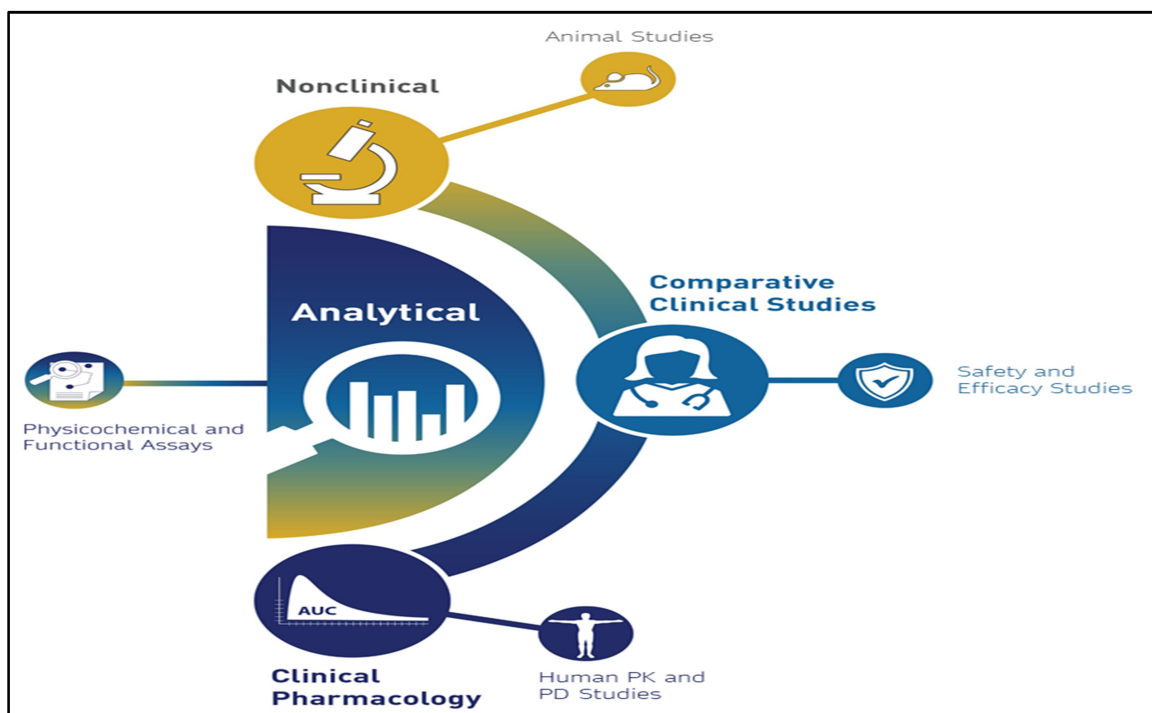 Animal Studies
Nonclinical
Comparative
Clinical Studies
Analytical
Safety and
Efficacy Studies
Physicochemical and
Functional Assays
AUC
Clinical
Pharmacology
Human PK and
PD Studies